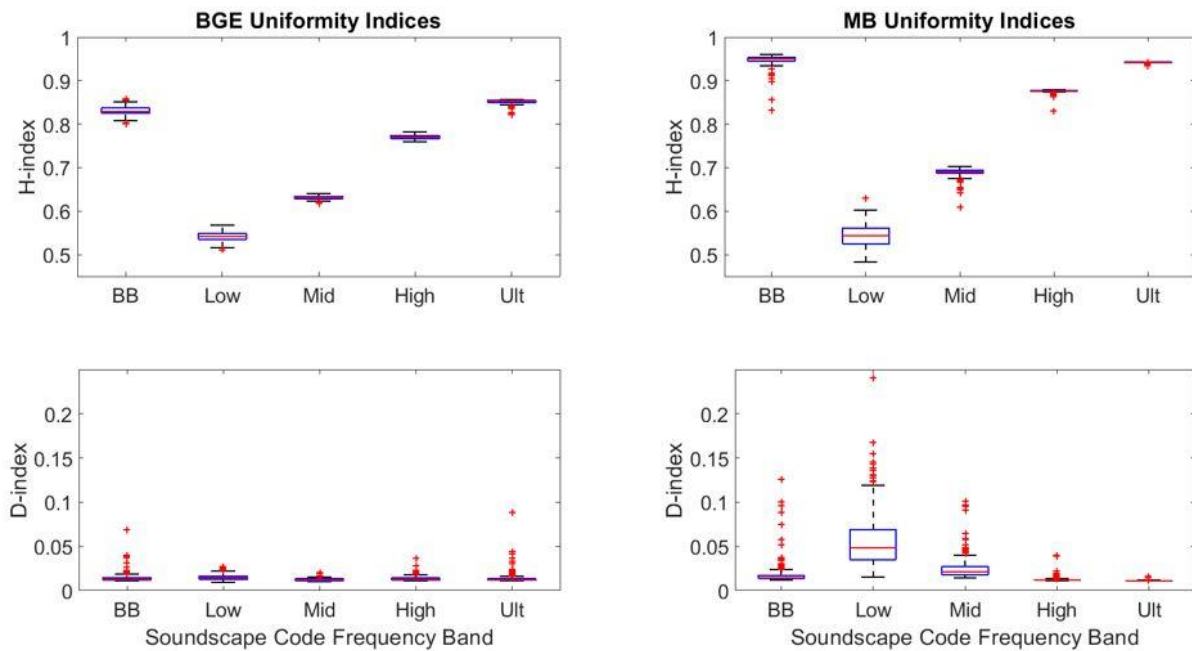 BGE Uniformity Indices
1
0.9
0.8
0.7
0.6
0.5
H-index
BB Low Mid High Ult
MB Uniformity Indices
1
0.9
0.8
0.7
0.6
0.5
H-index
BB Low Mid High Ult
0.2
0.15
0.1
0.05
0
D-index
BB Low Mid High Ult
Soundscape Code Frequency Band
0.2
0.15
0.1
0.05
0
D-index
BB Low Mid High Ult
Soundscape Code Frequency Band